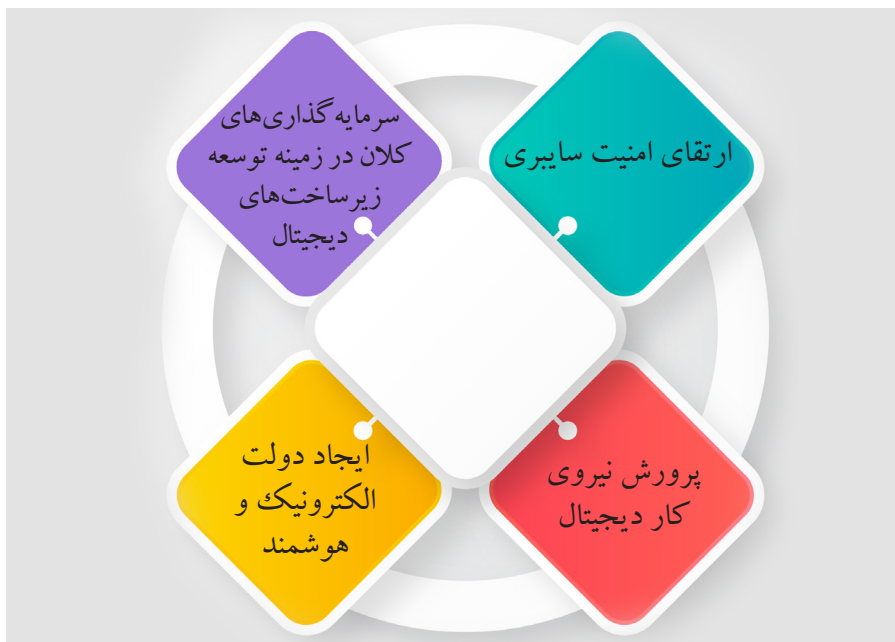 ارتقای امنیت سایبری
سرمایه‌گذاری‌های
کلان در زمینه توسعه
زیرساخت‌های
دیجیتال
پرورش نیروی
کار دیجیتال
ایجاد دولت
الکترونیک و
هوشمند